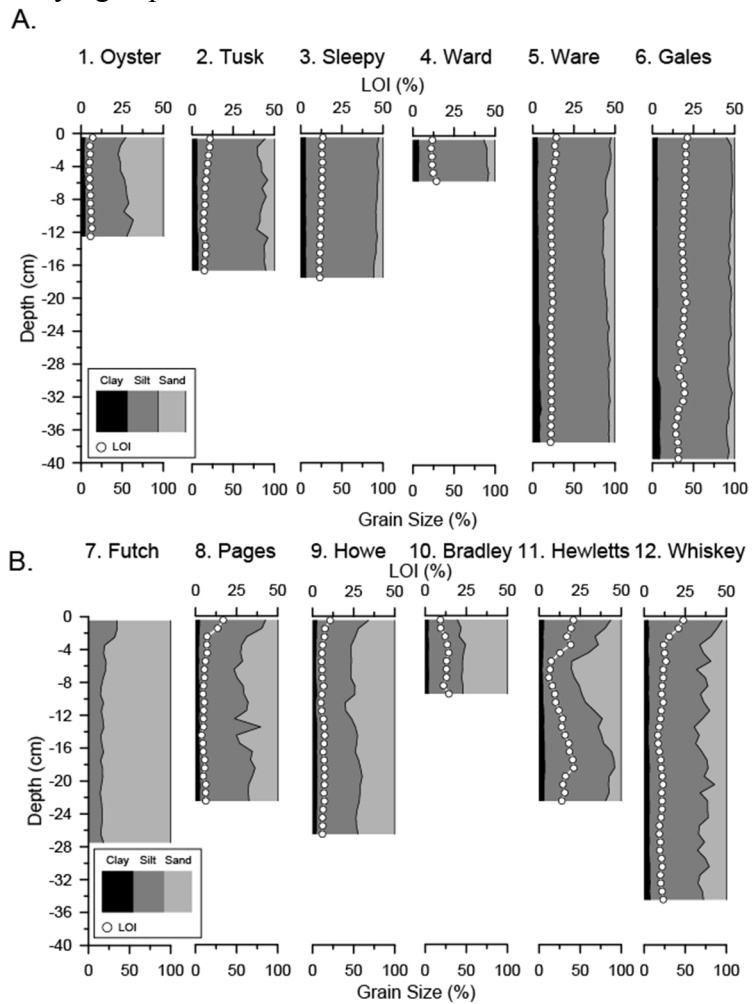 A.
1. Oyster 2. Tusk 3. Sleepy 4. Ward 5. Ware 6. Gales
LOI (%)
0 25 50 0 25 50 0 25 50 0 25 50 0 25 50 0 25 50
0
-4
-8
-12
-16
-20
-24
-28
-32
-36
-40
Depth (cm)
Clay Silt Sand
LOI
0 50 100 0 50 100 0 50 100 0 50 100 0 50 100 0 50 100
Grain Size (%)
B.
7. Futch 8. Pages 9. Howe 10. Bradley 11. Hewletts 12. Whiskey
LOI (%)
0 25 50 0 25 50 0 25 50 0 25 50 0 25 50
0
-4
-8
-12
-16
-20
-24
-28
-32
-36
-40
Depth (cm)
Clay Silt Sand
LOI
0 50 100 0 50 100 0 50 100 0 50 100 0 50 100 0 50 100
Grain Size (%)